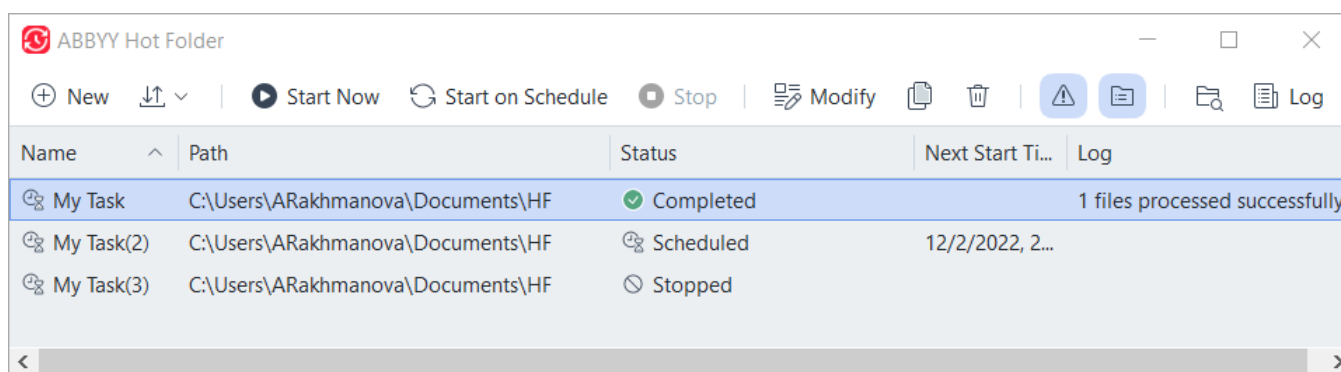 ABBYY Hot Folder
New Start Now Start on Schedule Stop Modify Log
Name Path Status Next Start Ti... Log
My Task C:\Users\ARakhmanova\Documents\HF Completed 1 files processed successfully
My Task(2) C:\Users\ARakhmanova\Documents\HF Scheduled 12/2/2022, 2...
My Task(3) C:\Users\ARakhmanova\Documents\HF Stopped